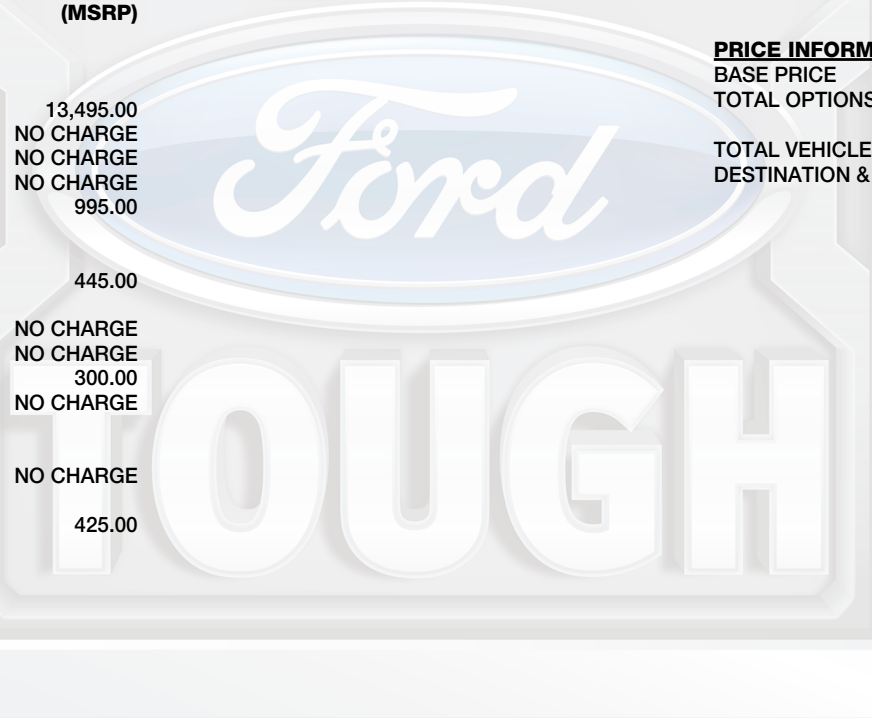 (MSRP)
13,495.00
NO CHARGE
NO CHARGE
NO CHARGE
995.00
445.00
NO CHARGE
NO CHARGE
300.00
NO CHARGE
NO CHARGE
425.00
PRICE INFORM
BASE PRICE
TOTAL OPTIONS
TOTAL VEHICLE
DESTINATION &
Ford
TOUGH